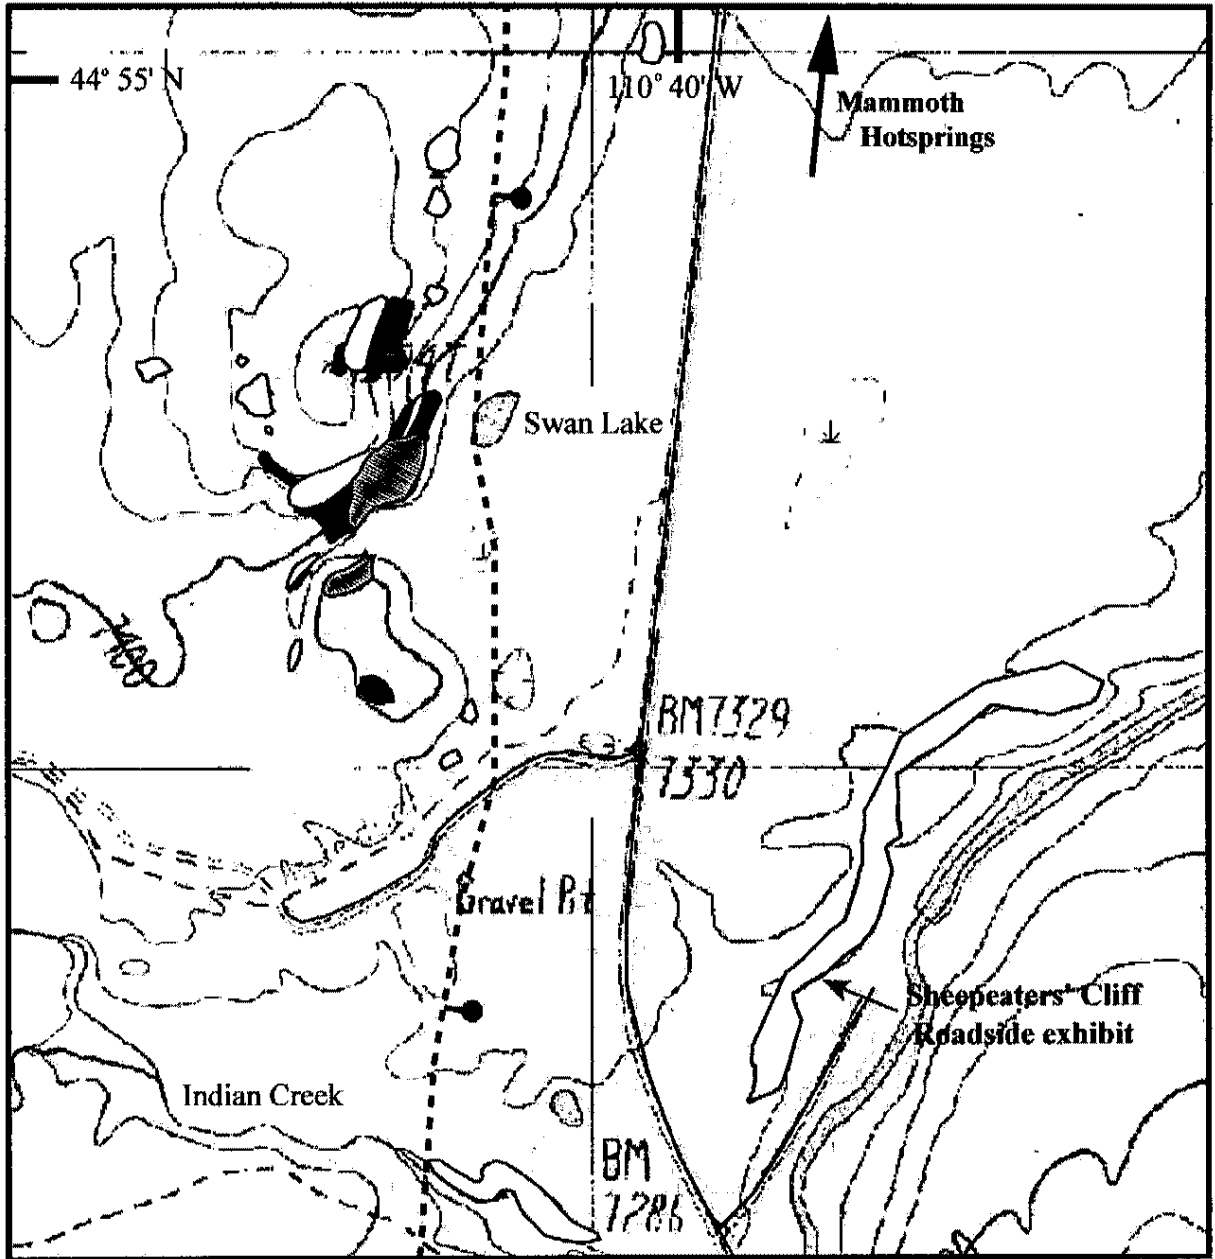 44° 55' N
110° 40' W
Mammoth
Hotsprings
Swan Lake
7400
BM7329
7330
Gravel Pit
Sheepeaters' Cliff
Roadside exhibit
Indian Creek
BM
7286